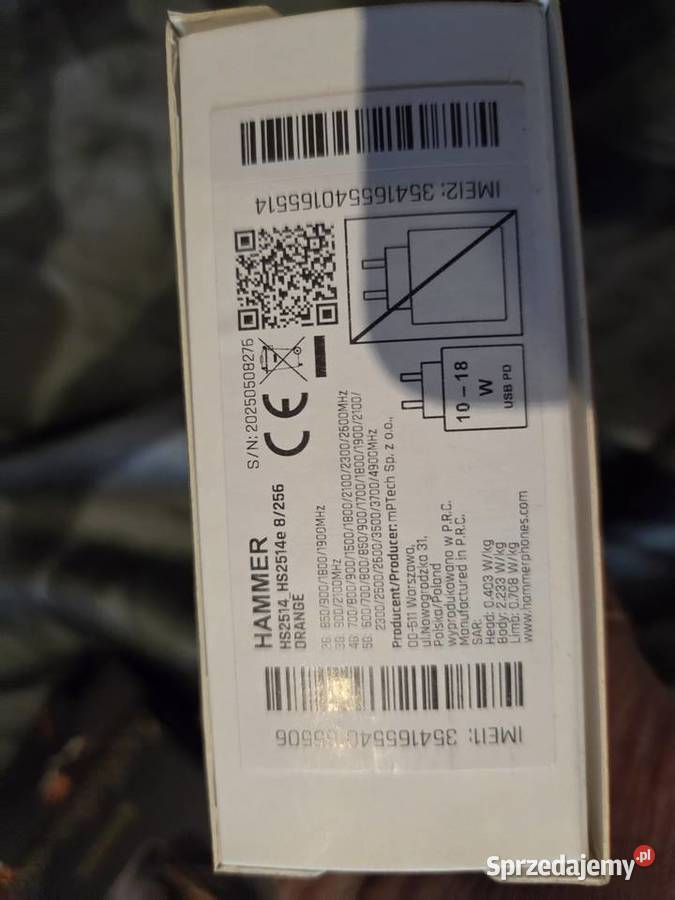 HAMMER
HS2514_HS2514e 8/256
ORANGE
S/N: 20250508276
2G: 850/900/1800/1900MHz
3G: 900/2100MHz
4G: 700/800/900/1500/1800/2100/2300/2600MHz
5G: 600/700/800/850/900/1700/1800/1900/2100/
2300/2500/2600/3500/3700/4900MHz
Producent/Producer: mPTech Sp. z o.o.,
00-611 Warszawa,
ul.Nowogrodzka 31,
Polska/Poland
wyprodukowano w P.R.C.
Manufactured in P.R.C.
SAR:
Head: 0.403 W/kg
Body: 2.233 W/kg
Limb: 0.708 W/kg
www.hammerphones.com
CE
10 – 18
W
USB PD
IMEI1:
IMEI2: 354165540165514
Sprzedajemy.pl